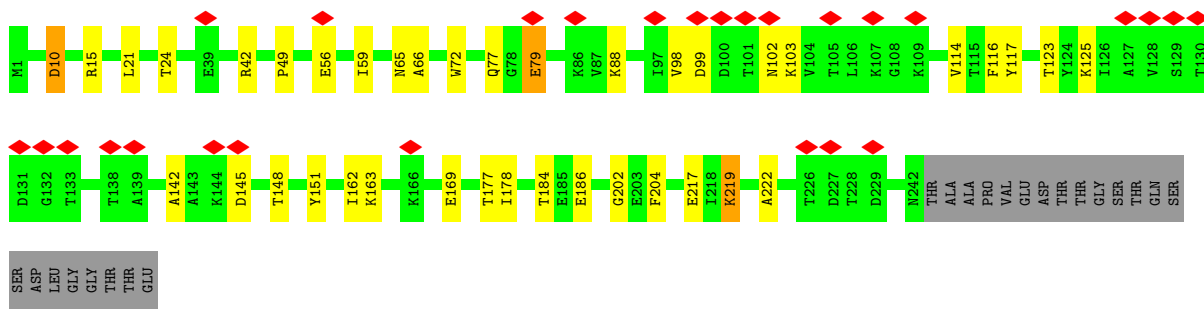 M1 D10 R15 L21 T24 E39 R42 P49 E56 I59 N65 A66 W72 Q77 G78 E79 K86 V87 K88 I97 V98 D99 D100 T101 N102 K103 V104 T105 L106 K107 G108 K109 V114 T115 F116 Y117 T123 Y124 K125 I126 A127 V128 S129 T130
D131 G132 T133 T138 A139 A142 A143 K144 D145 T148 Y151 I162 K163 K166 E169 T177 I178 T184 E185 E186 G202 E203 F204 E217 I218 K219 A222 T226 D227 T228 D229 N242 THR ALA ALA PRO VAL GLU ASP THR THR GLY SER THR GLN SER
SER ASP LEU GLY GLY THR THR GLU